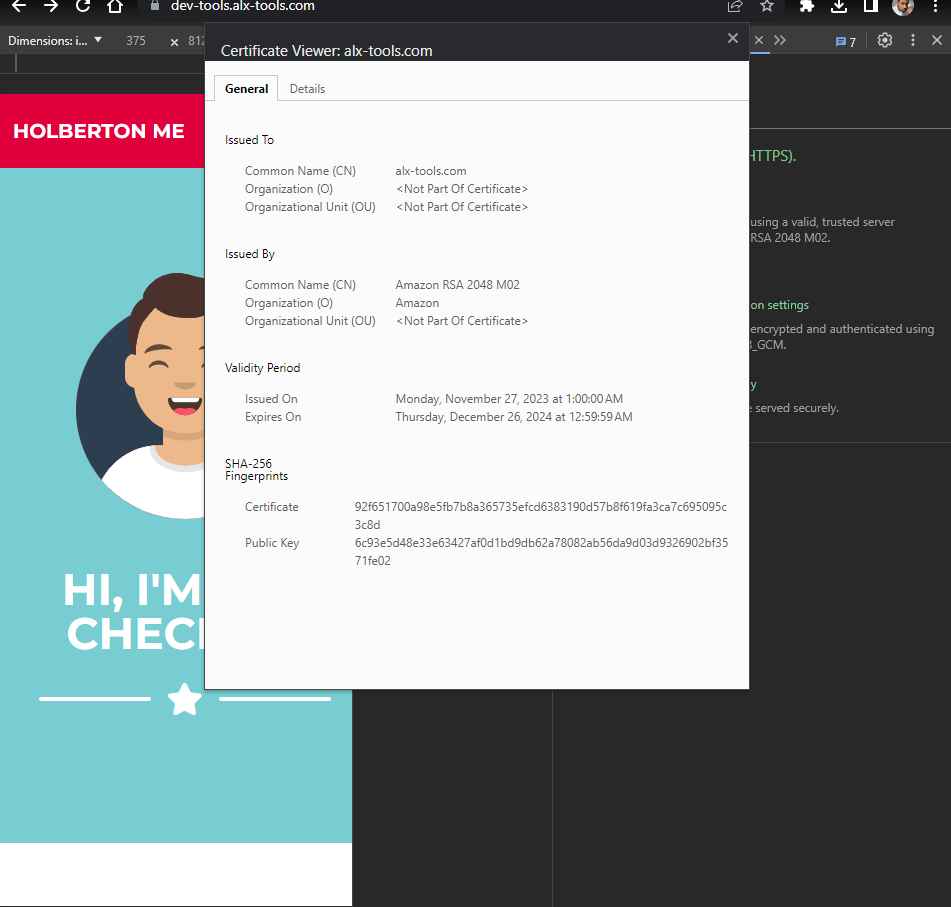 dev-tools.alx-tools.com
Dimensions: i... 375 × 812
7
Certificate Viewer: alx-tools.com
General Details
HOLBERTON ME
HI, I'M
CHEC
Issued To
Common Name (CN) alx-tools.com
Organization (O) <Not Part Of Certificate>
Organizational Unit (OU) <Not Part Of Certificate>
Issued By
Common Name (CN) Amazon RSA 2048 M02
Organization (O) Amazon
Organizational Unit (OU) <Not Part Of Certificate>
Validity Period
Issued On Monday, November 27, 2023 at 1:00:00 AM
Expires On Thursday, December 26, 2024 at 12:59:59 AM
SHA-256
Fingerprints
Certificate 92f651700a98e5fb7b8a365735efcd6383190d57b8f619fa3ca7c695095c
3c8d
Public Key 6c93e5d48e33e63427af0d1bd9db62a78082ab56da9d03d9326902bf35
71fe02
HTTPS).
using a valid, trusted server
RSA 2048 M02.
on settings
encrypted and authenticated using
_GCM.
y
e served securely.